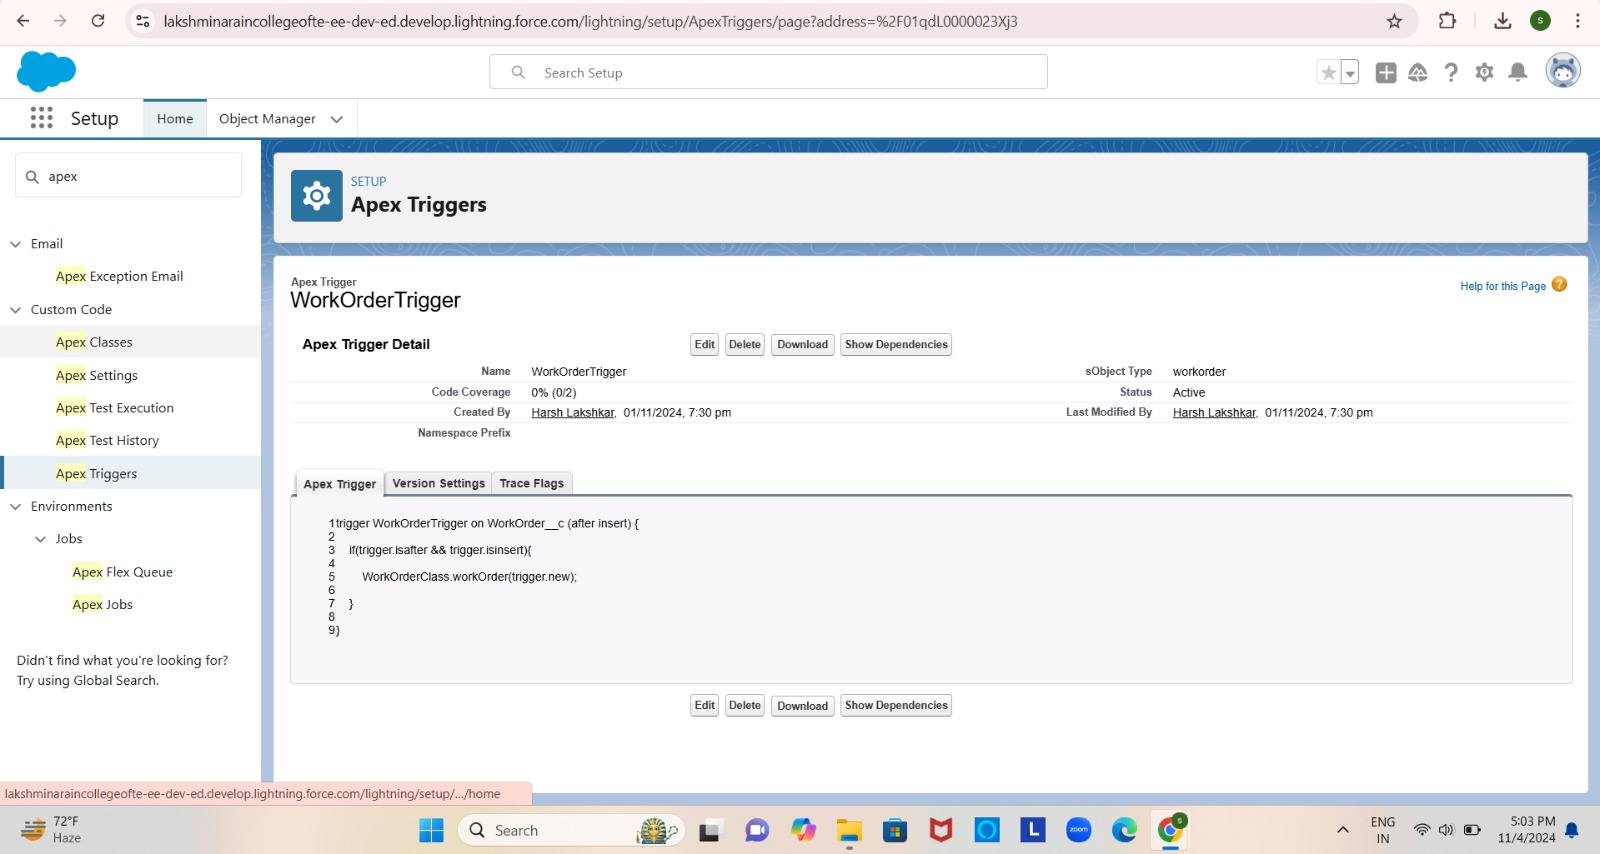 lakshminaraincollegeofte-ee-dev-ed.develop.lightning.force.com/lightning/setup/ApexTriggers/page?address=%2F01qdL0000023Xj3
S
Search Setup
Setup
Home
Object Manager
apex
Email
Apex Exception Email
Custom Code
Apex Classes
Apex Settings
Apex Test Execution
Apex Test History
Apex Triggers
Environments
Jobs
Apex Flex Queue
Apex Jobs
Didn't find what you're looking for?
Try using Global Search.
SETUP
Apex Triggers
Apex Trigger
WorkOrderTrigger
Help for this Page ?
Apex Trigger Detail
Edit Delete Download Show Dependencies
Name WorkOrderTrigger sObject Type workorder
Code Coverage 0% (0/2) Status Active
Created By Harsh Lakshkar, 01/11/2024, 7:30 pm Last Modified By Harsh Lakshkar, 01/11/2024, 7:30 pm
Namespace Prefix
Apex Trigger Version Settings Trace Flags
1 trigger WorkOrderTrigger on WorkOrder__c (after insert) {
2
3 if(trigger.isafter && trigger.isinsert){
4
5 WorkOrderClass.workOrder(trigger.new);
6
7 }
8
9 }
Edit Delete Download Show Dependencies
lakshminaraincollegeofte-ee-dev-ed.develop.lightning.force.com/lightning/setup/.../home
72°F
Haze
Search
L
zoom
S
ENG
IN
5:03 PM
11/4/2024